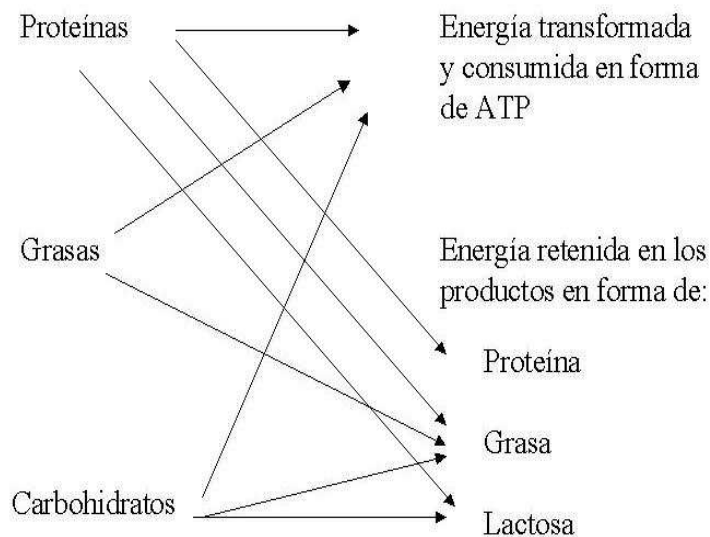 Proteínas
Energía transformada
y consumida en forma
de ATP
Grasas
Energía retenida en los
productos en forma de:
Proteína
Grasa
Carbohidratos
Lactosa